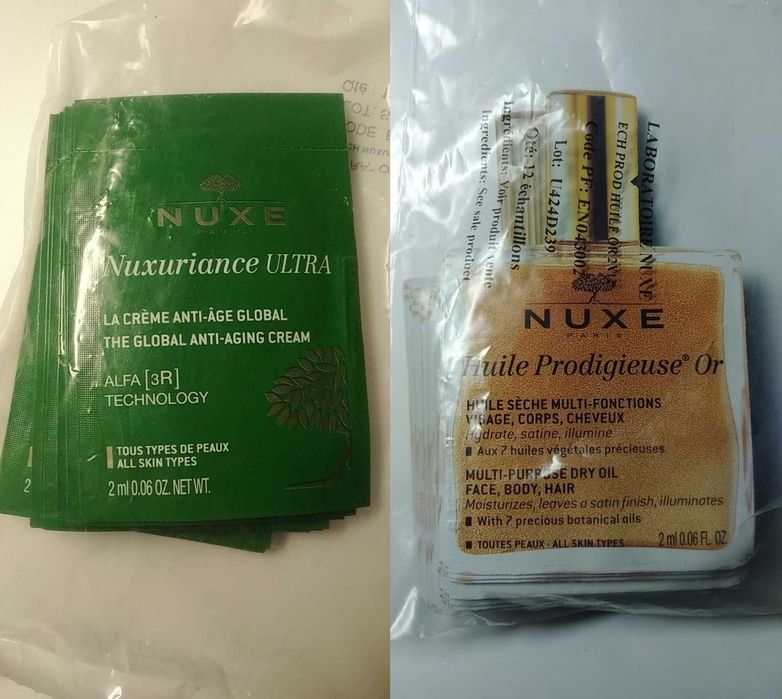 NUXE
PARIS
Nuxuriance ULTRA
LA CRÈME ANTI-ÂGE GLOBAL
THE GLOBAL ANTI-AGING CREAM
ALFA [3R]
TECHNOLOGY
TOUS TYPES DE PEAUX
ALL SKIN TYPES
2 ml 0.06 OZ. NET WT.
2
Qté :
LOT:
LABORATOIRE NUXE
ECH PROD HUILE OR 2N
Code PF: EN043002
Lot: U424D239
Qté: 12 échantillons
Ingrédients: Voir produit vente
Ingredients: See sale product
NUXE
PARIS
Huile Prodigieuse® Or
HUILE SÈCHE MULTI-FONCTIONS
VISAGE, CORPS, CHEVEUX
Hydrate, satine, illumine
Aux 7 huiles végétales précieuses
MULTI-PURPOSE DRY OIL
FACE, BODY, HAIR
Moisturizes, leaves a satin finish, illuminates
With 7 precious botanical oils
TOUTES PEAUX - ALL SKIN TYPES
2 ml 0.06 FL. OZ.